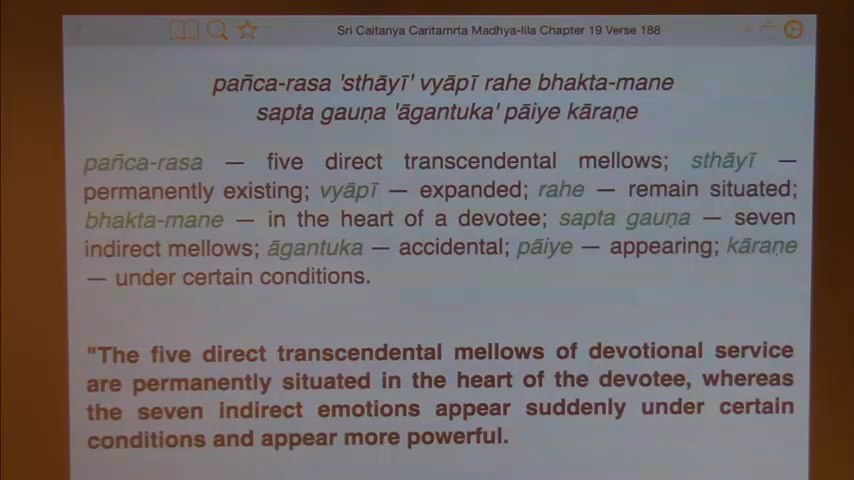 Sri Caitanya Caritamrta Madhya-lila Chapter 19 Verse 188
pañca-rasa 'sthāyī' vyāpī rahe bhakta-mane
sapta gauṇa 'āgantuka' pāiye kāraṇe
pañca-rasa — five direct transcendental mellows; sthāyī —
permanently existing; vyāpī — expanded; rahe — remain situated;
bhakta-mane — in the heart of a devotee; sapta gauṇa — seven
indirect mellows; āgantuka — accidental; pāiye — appearing; kāraṇe
— under certain conditions.
"The five direct transcendental mellows of devotional service
are permanently situated in the heart of the devotee, whereas
the seven indirect emotions appear suddenly under certain
conditions and appear more powerful.